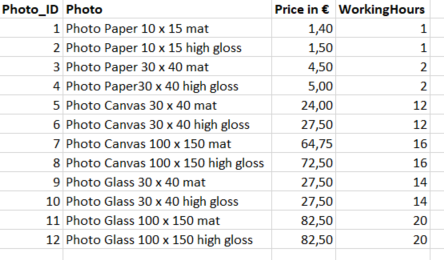 Photo_ID Photo Price in € WorkingHours
1 Photo Paper 10 x 15 mat 1,40 1
2 Photo Paper 10 x 15 high gloss 1,50 1
3 Photo Paper 30 x 40 mat 4,50 2
4 Photo Paper30 x 40 high gloss 5,00 2
5 Photo Canvas 30 x 40 mat 24,00 12
6 Photo Canvas 30 x 40 high gloss 27,50 12
7 Photo Canvas 100 x 150 mat 64,75 16
8 Photo Canvas 100 x 150 high gloss 72,50 16
9 Photo Glass 30 x 40 mat 27,50 14
10 Photo Glass 30 x 40 high gloss 27,50 14
11 Photo Glass 100 x 150 mat 82,50 20
12 Photo Glass 100 x 150 high gloss 82,50 20